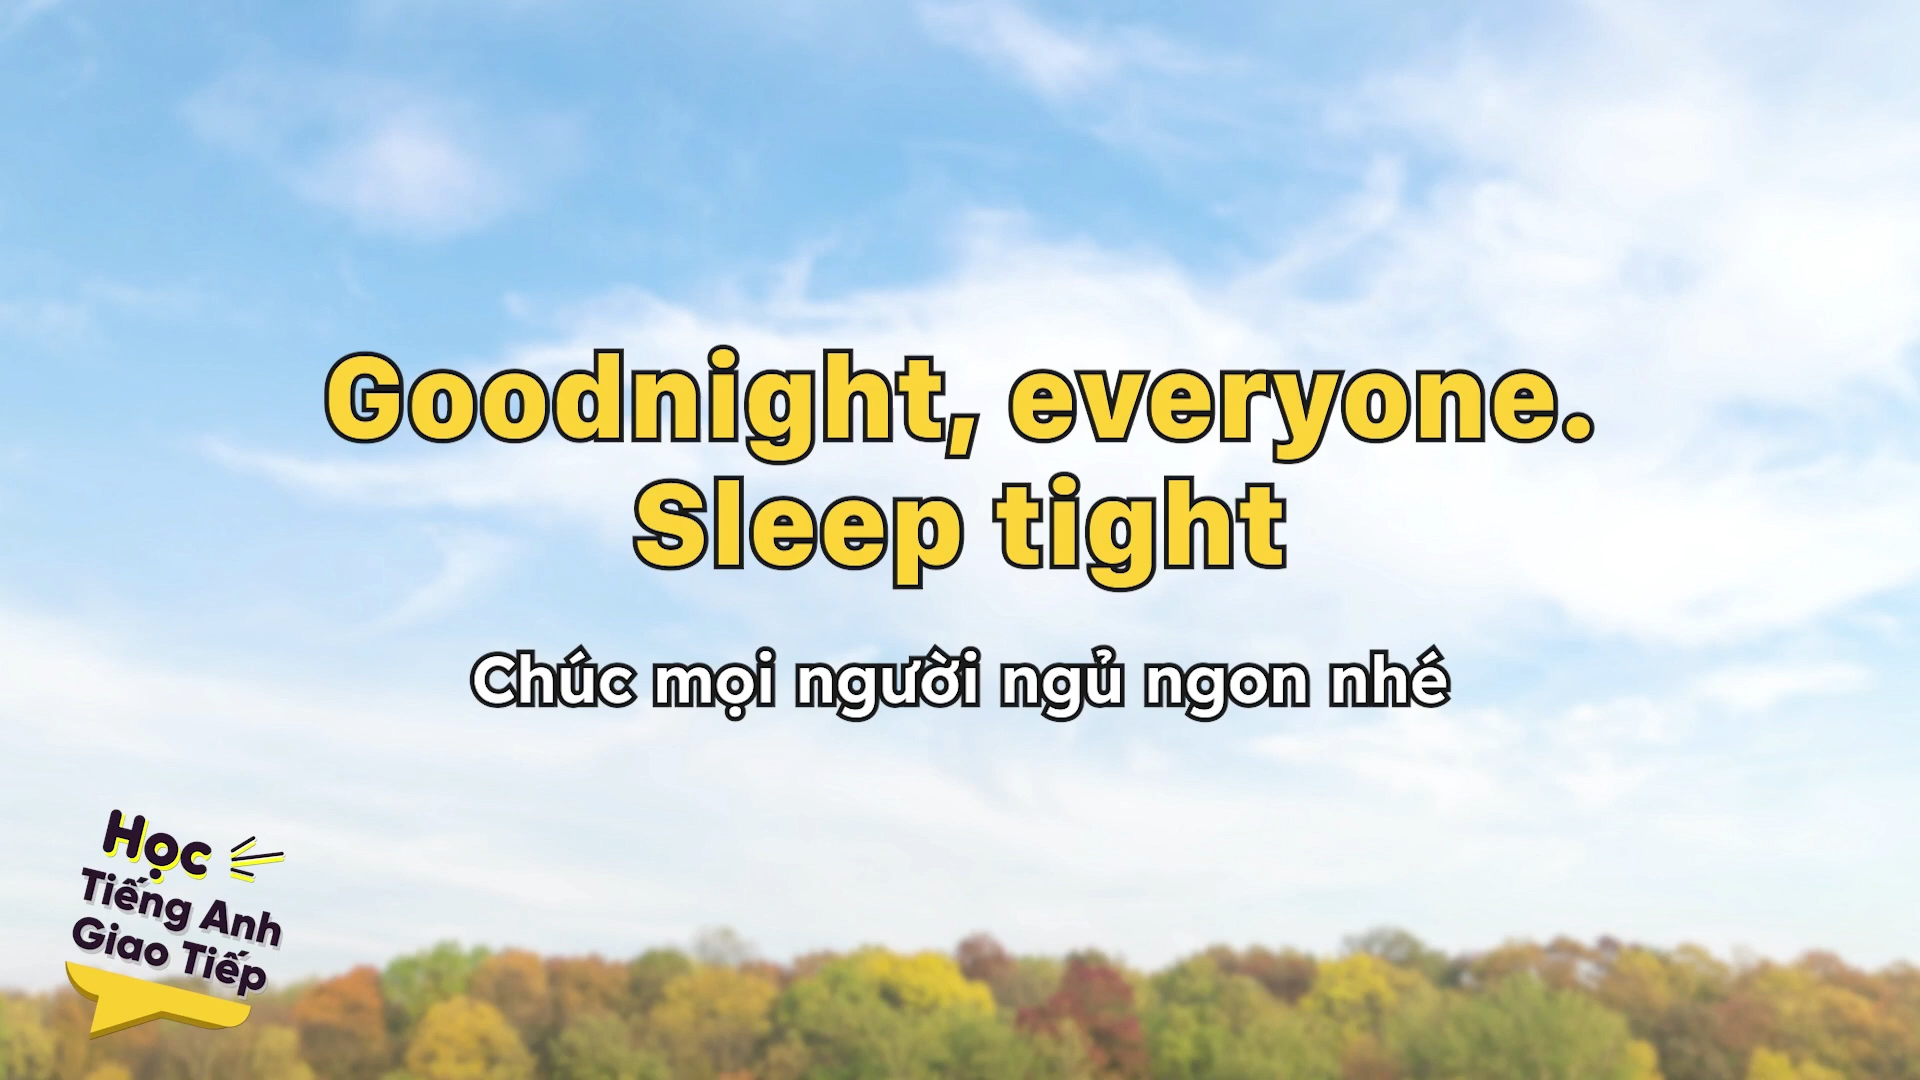 Goodnight, everyone.
Sleep tight
Chúc mọi người ngủ ngon nhé
Học
Tiếng Anh
Giao Tiếp